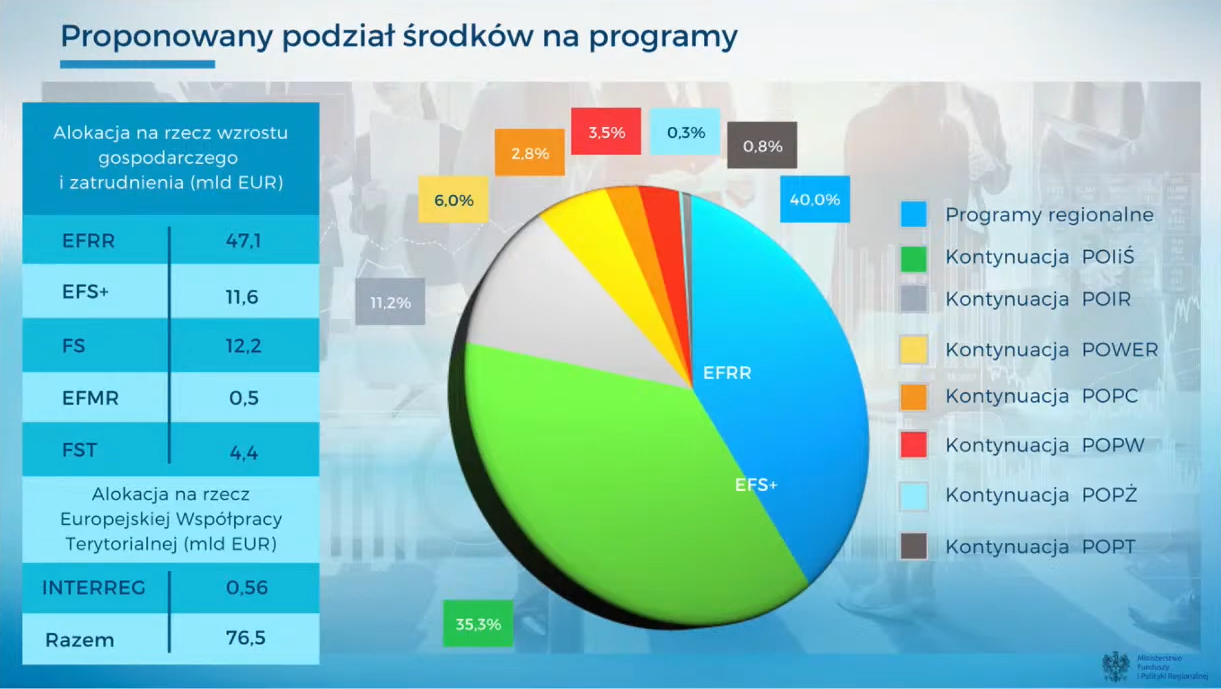 Proponowany podział środków na programy
Alokacja na rzecz wzrostu
gospodarczego
i zatrudnienia (mld EUR)
EFRR 47,1
EFS+ 11,6
FS 12,2
EFMR 0,5
FST 4,4
Alokacja na rzecz
Europejskiej Współpracy
Terytorialnej (mld EUR)
INTERREG 0,56
Razem 76,5
3,5%
0,3%
0,8%
2,8%
6,0%
40,0%
11,2%
35,3%
EFRR
EFS+
Programy regionalne
Kontynuacja POIiŚ
Kontynuacja POIR
Kontynuacja POWER
Kontynuacja POPC
Kontynuacja POPW
Kontynuacja POPŻ
Kontynuacja POPT
Ministerstwo
Funduszy
i Polityki Regionalnej